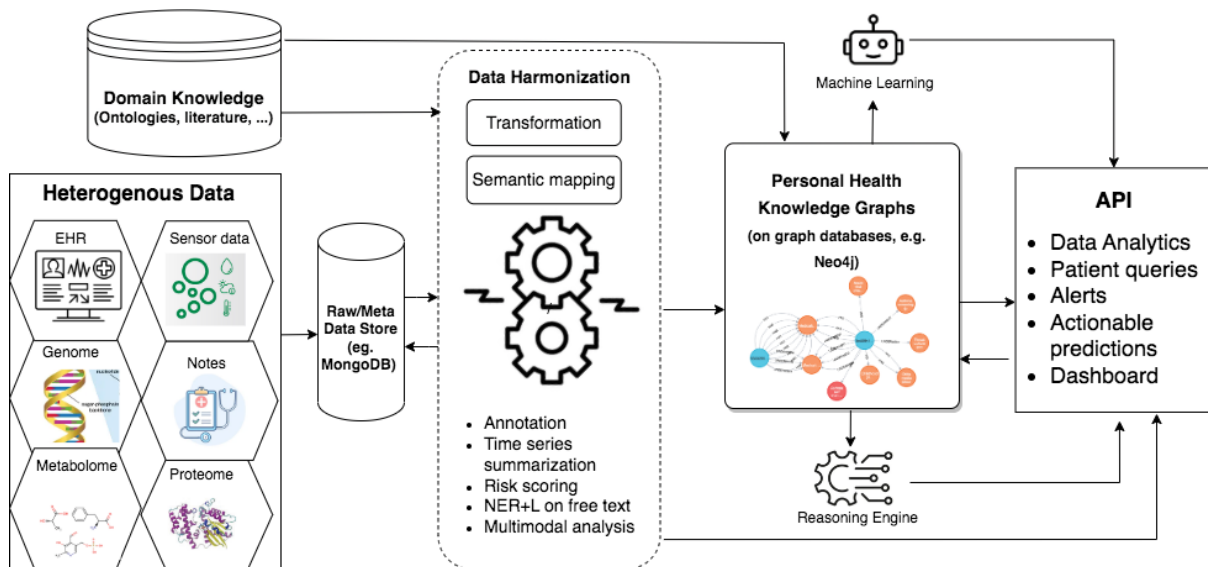 Domain Knowledge
(Ontologies, literature, ...)
Heterogenous Data
EHR
Sensor data
Genome
Notes
Metabolome
Proteome
Raw/Meta
Data Store
(eg.
MongoDB)
Data Harmonization
Transformation
Semantic mapping
Annotation
Time series
summarization
Risk scoring
NER+L on free text
Multimodal analysis
Machine Learning
Personal Health
Knowledge Graphs
(on graph databases, e.g.
Neo4j)
Reasoning Engine
API
Data Analytics
Patient queries
Alerts
Actionable
predictions
Dashboard